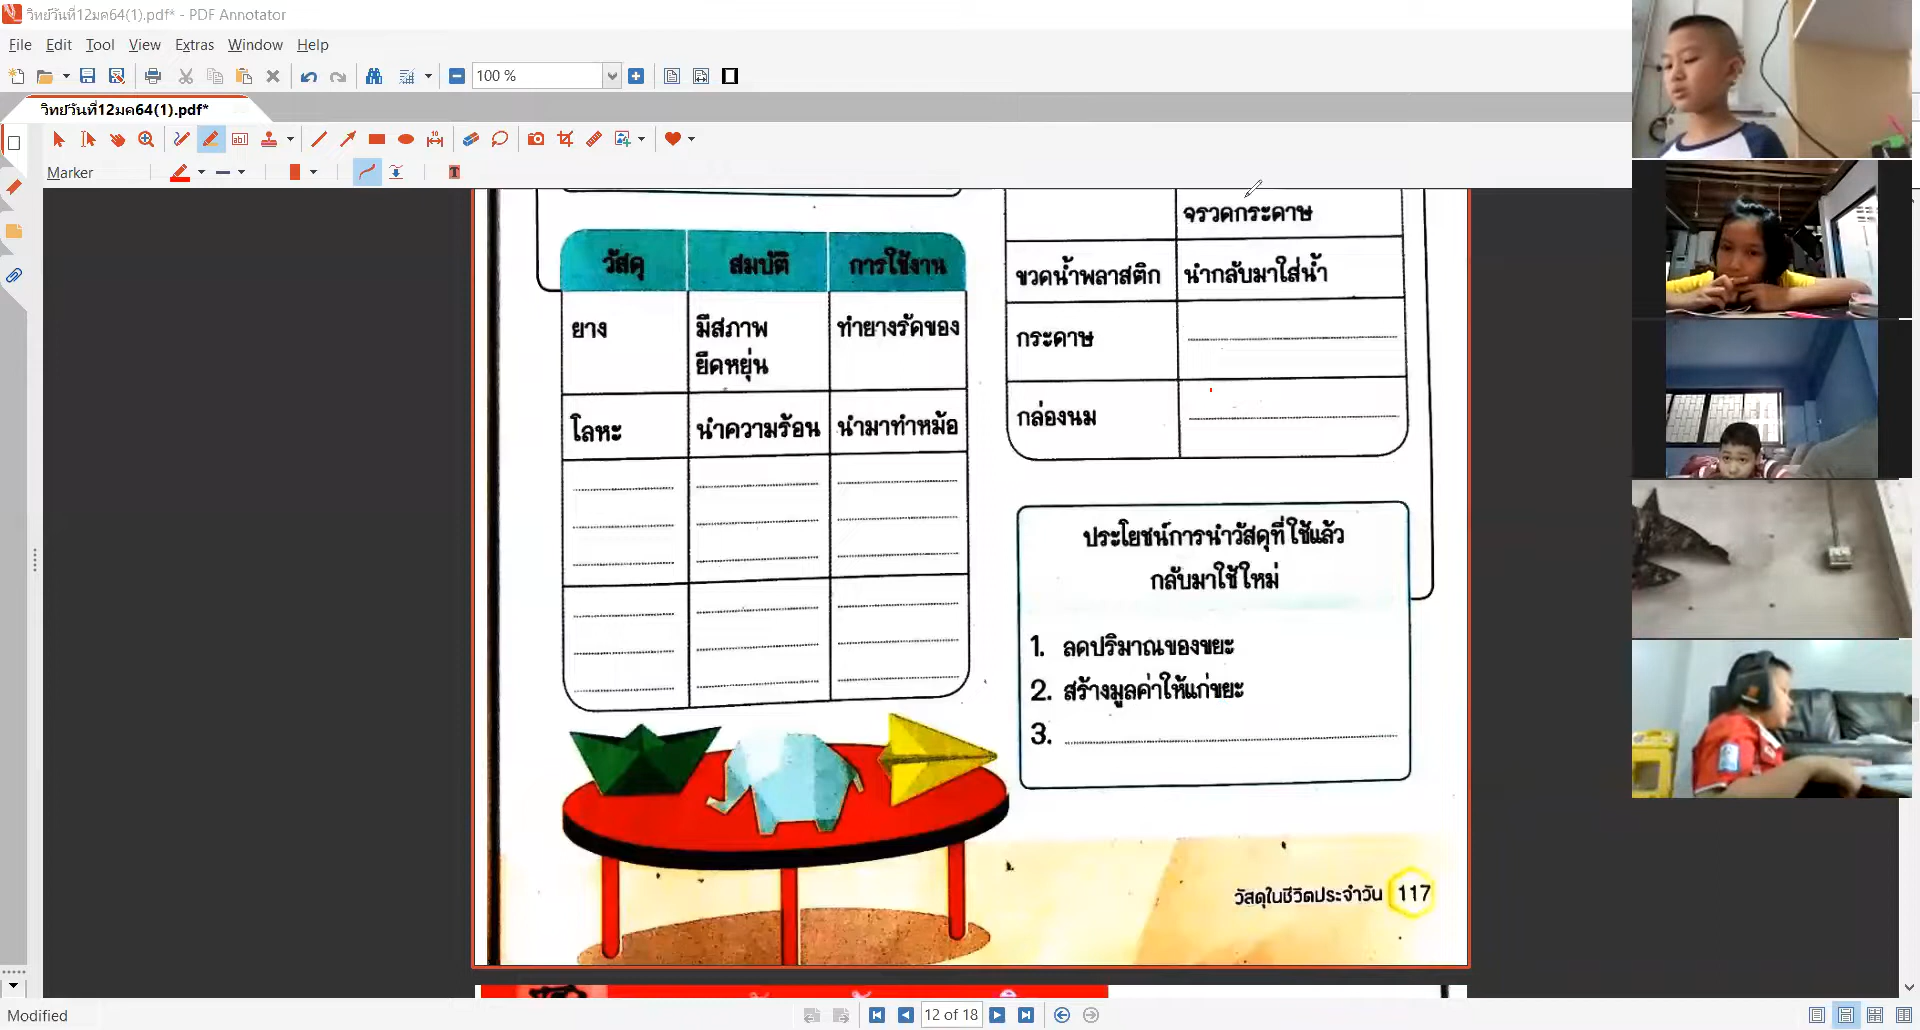 วิทย์วันที่12มค64(1).pdf* - PDF Annotator
File Edit Tool View Extras Window Help
100 %
วิทย์วันที่12มค64(1).pdf*
Marker
วัสดุ สมบัติ การใช้งาน
ยาง มีสภาพ ทำยางรัดของ
ยืดหยุ่น
โลหะ นำความร้อน นำมาทำหม้อ
จรวดกระดาษ
ขวดน้ำพลาสติก นำกลับมาใส่น้ำ
กระดาษ
กล่องนม
ประโยชน์การนำวัสดุที่ใช้แล้ว
กลับมาใช้ใหม่
1. ลดปริมาณของขยะ
2. สร้างมูลค่าให้แก่ขยะ
3.
วัสดุในชีวิตประจำวัน 117
Modified
12 of 18